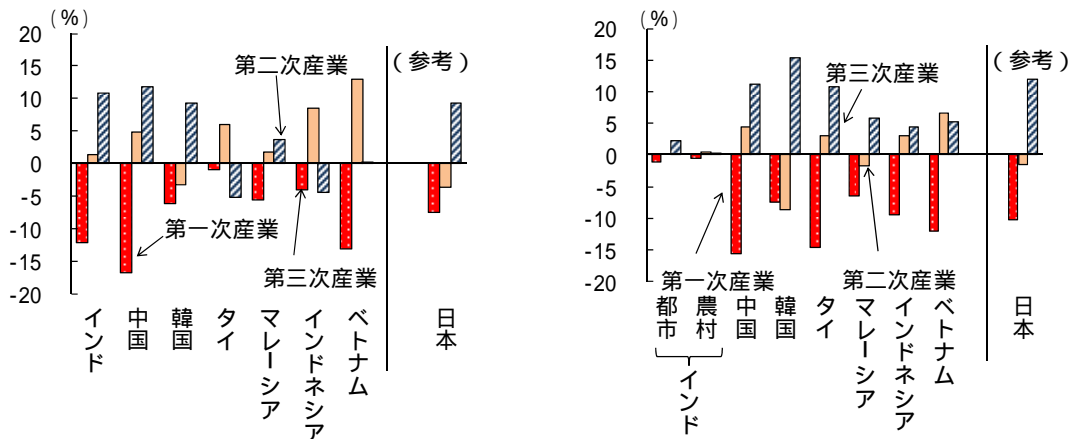 (%)
20
15
10
5
0
-5
-10
-15
-20
(参考)
第二次産業
第一次産業
第三次産業
インド
中国
韓国
タイ
マレーシア
インドネシア
ベトナム
日本
(%)
20
15
10
5
0
-5
-10
-15
-20
(参考)
第三次産業
第一次産業
第二次産業
都市
農村
インド
中国
韓国
タイ
マレーシア
インドネシア
ベトナム
日本